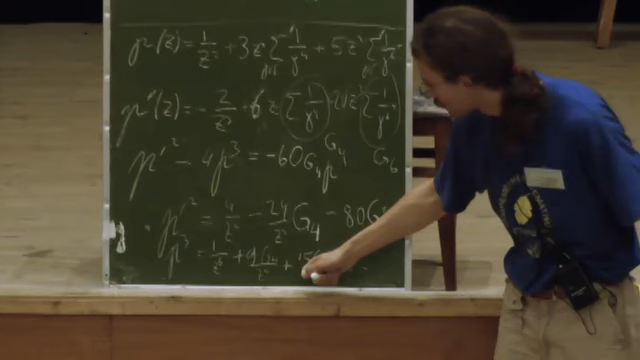 ℘(z) = 1/z² + 3z² Σ 1/γ⁴ + 5z⁴ Σ 1/γ⁶
℘'(z) = - 2/z³ + 6z Σ 1/γ⁴ + 20z³ Σ 1/γ⁶
G₄ G₆
℘'² - 4℘³ = -60G₄℘
℘'² = 4/z⁶ - 24/z² G₄ - 80G
℘³ = 1/z⁶ + 9G₄/z² + 15